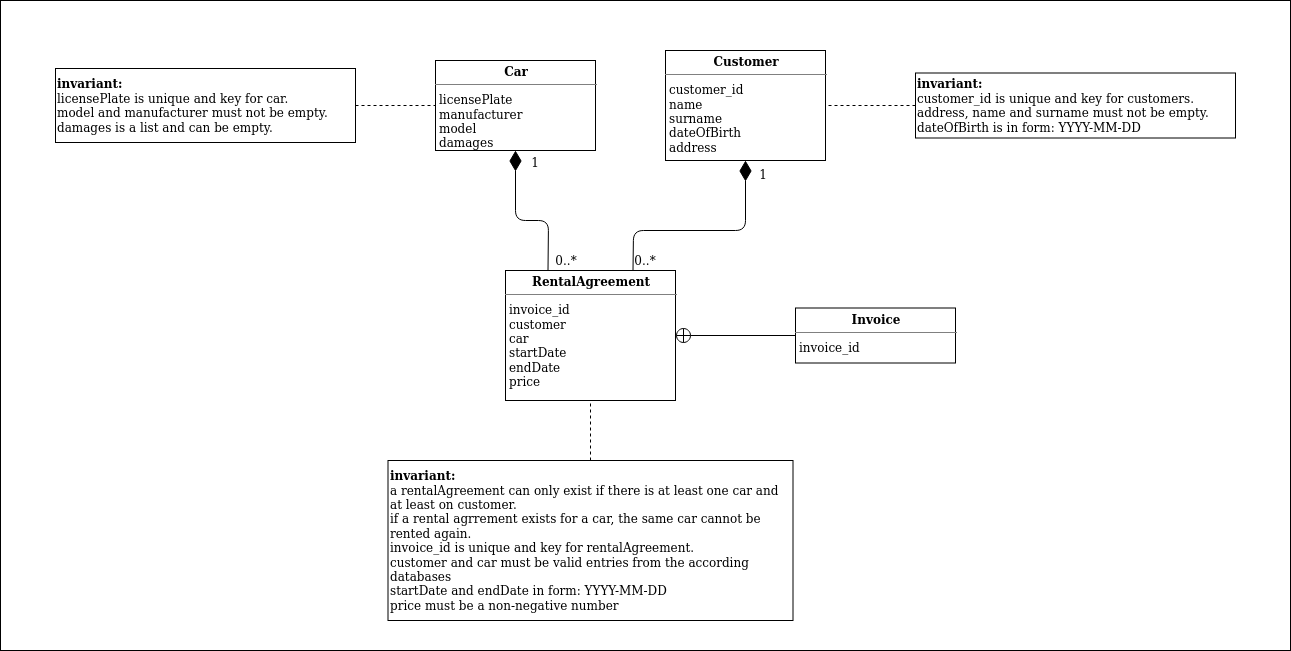 invariant:
licensePlate is unique and key for car.
model and manufacturer must not be empty.
damages is a list and can be empty.
Car
licensePlate
manufacturer
model
damages
1
Customer
customer_id
name
surname
dateOfBirth
address
1
invariant:
customer_id is unique and key for customers.
address, name and surname must not be empty.
dateOfBirth is in form: YYYY-MM-DD
0..*
0..*
RentalAgreement
invoice_id
customer
car
startDate
endDate
price
Invoice
invoice_id
invariant:
a rentalAgreement can only exist if there is at least one car and
at least on customer.
if a rental agrrement exists for a car, the same car cannot be
rented again.
invoice_id is unique and key for rentalAgreement.
customer and car must be valid entries from the according
databases
startDate and endDate in form: YYYY-MM-DD
price must be a non-negative number